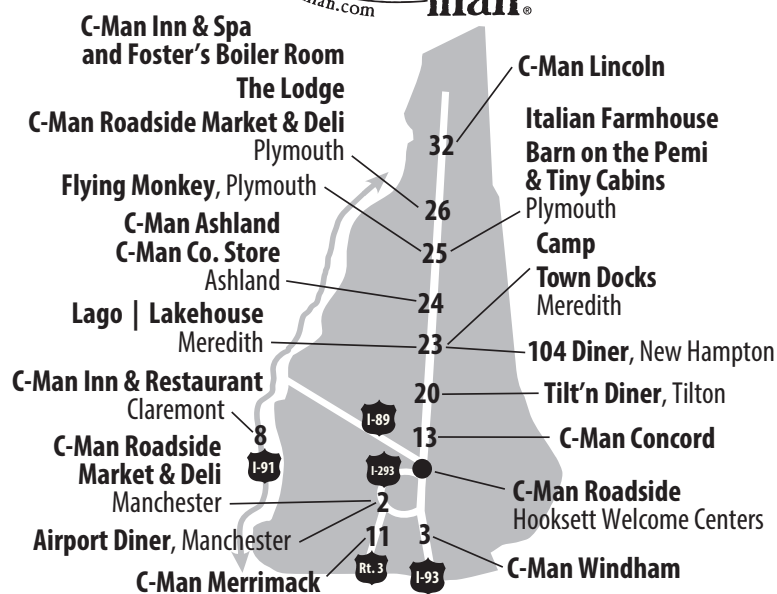 man.com
man®
C-Man Inn & Spa
and Foster's Boiler Room
The Lodge
C-Man Roadside Market & Deli
Plymouth
Flying Monkey, Plymouth
C-Man Ashland
C-Man Co. Store
Ashland
Lago | Lakehouse
Meredith
C-Man Inn & Restaurant
Claremont
C-Man Roadside
Market & Deli
Manchester
Airport Diner, Manchester
C-Man Merrimack
C-Man Lincoln
Italian Farmhouse
Barn on the Pemi
& Tiny Cabins
Plymouth
Camp
Town Docks
Meredith
104 Diner, New Hampton
Tilt'n Diner, Tilton
C-Man Concord
C-Man Roadside
Hooksett Welcome Centers
C-Man Windham
32
26
25
24
23
20
13
8
2
11
3
I-89
I-91
I-293
Rt. 3
I-93